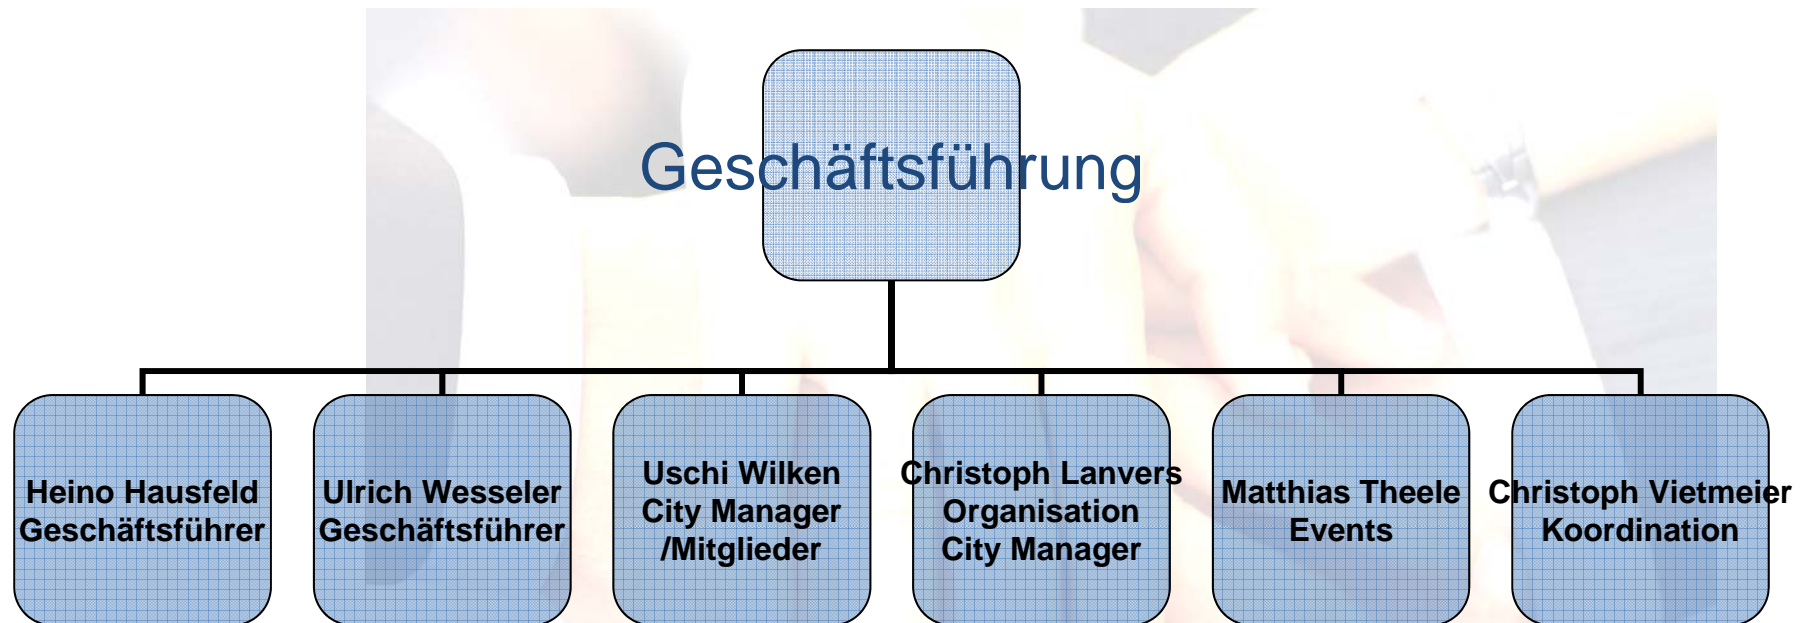 Geschäftsführung
Heino Hausfeld
Geschäftsführer
Ulrich Wesseler
Geschäftsführer
Uschi Wilken
City Manager
/Mitglieder
Christoph Lanvers
Organisation
City Manager
Matthias Theele
Events
Christoph Vietmeier
Koordination